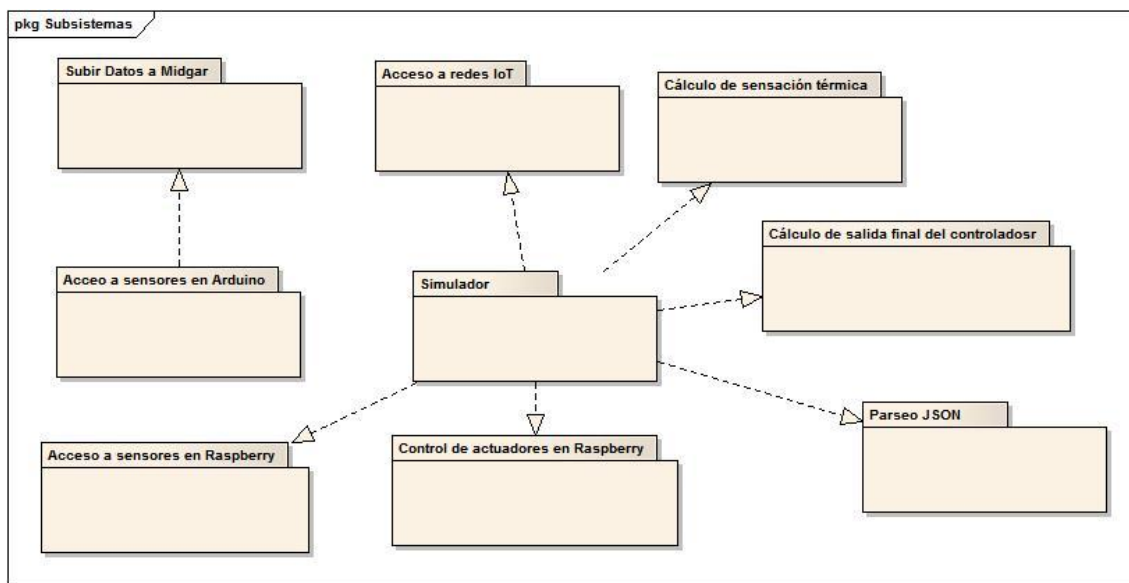 pkg Subsistemas
Subir Datos a Midgar
Acceso a redes IoT
Cálculo de sensación térmica
Cálculo de salida final del controladosr
Acceo a sensores en Arduino
Simulador
Parseo JSON
Acceso a sensores en Raspberry
Control de actuadores en Raspberry